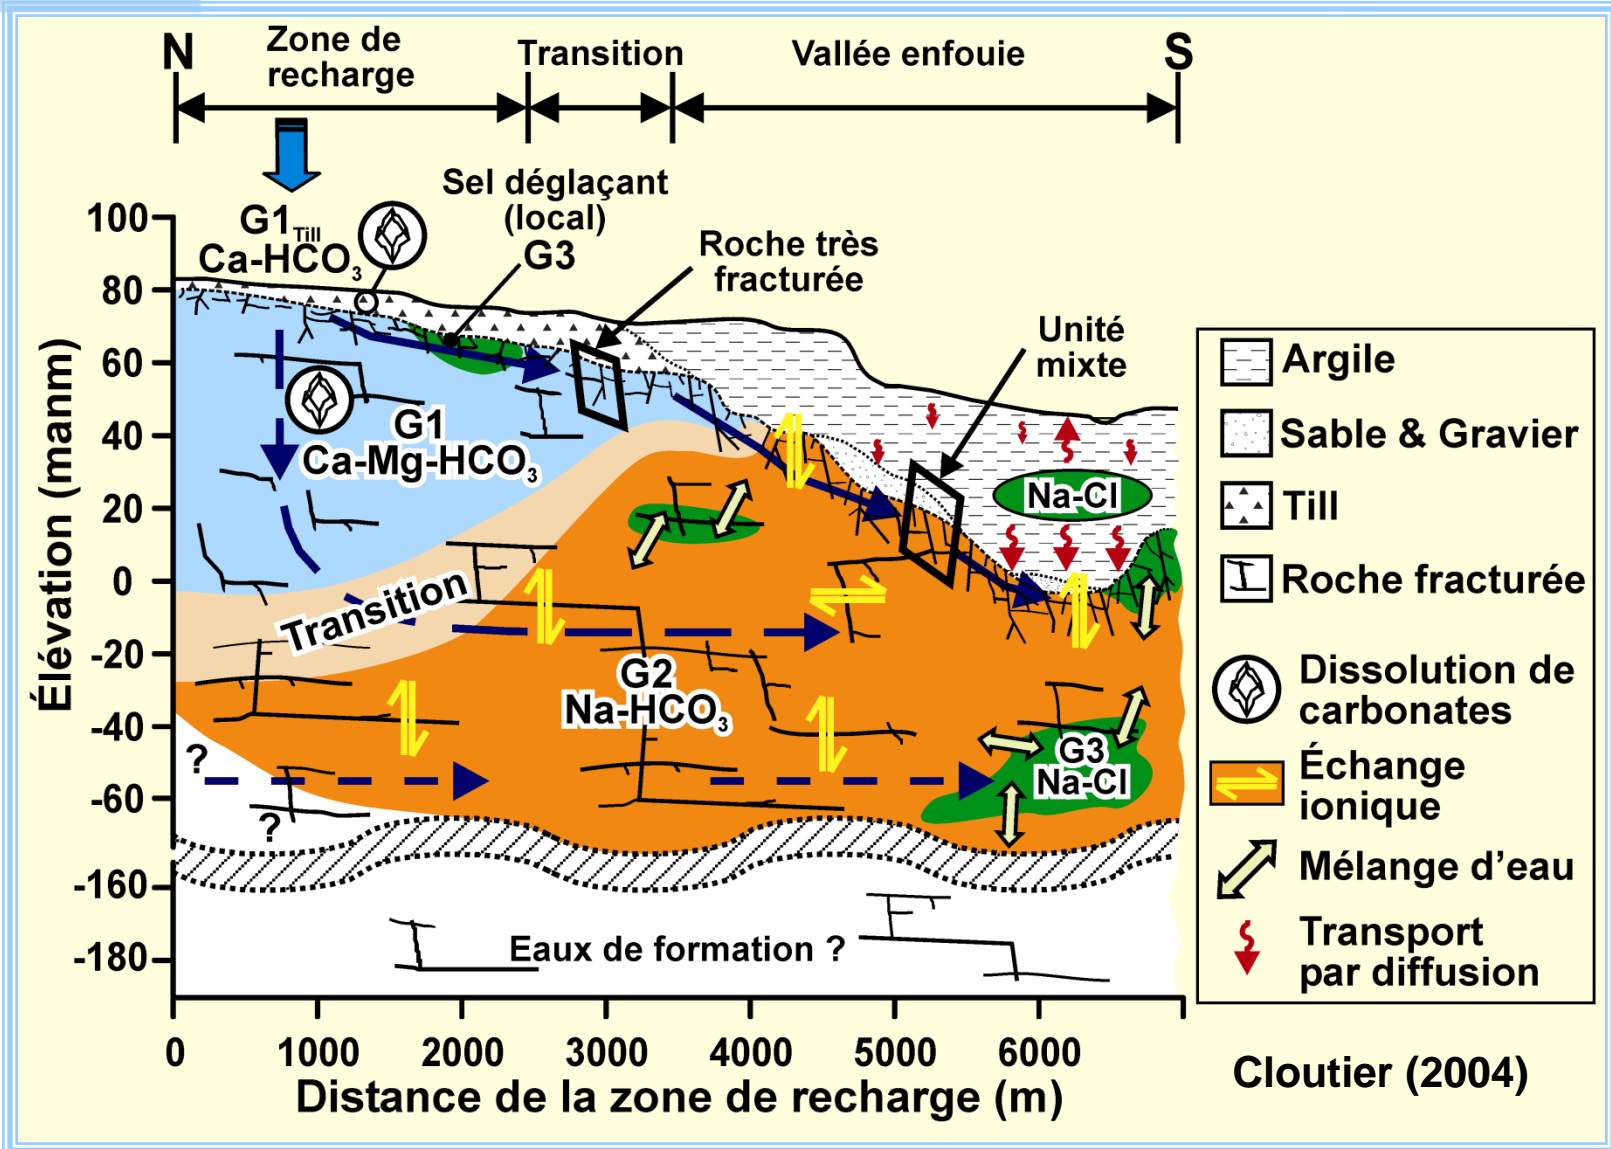 N
Zone de
recharge
Transition
Vallée enfouie
S
Sel déglaçant
(local)
G3
G1Till
Ca-HCO3
Roche très
fracturée
Unité
mixte
100
80
60
40
20
0
-20
-40
-60
-160
-180
Élévation (manm)
G1
Ca-Mg-HCO3
Na-Cl
Transition
G2
Na-HCO3
G3
Na-Cl
?
?
Eaux de formation ?
0 1000 2000 3000 4000 5000 6000
Distance de la zone de recharge (m)
Argile
Sable & Gravier
Till
Roche fracturée
Dissolution de
carbonates
Échange
ionique
Mélange d'eau
Transport
par diffusion
Cloutier (2004)